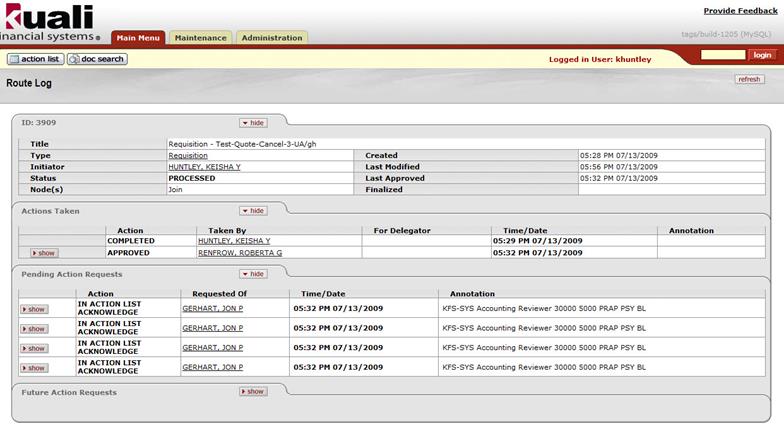 Kuali
inancial systems®
Provide Feedback
tags/build-1205 (MySQL)
Main Menu Maintenance Administration
action list doc search Logged in User: khuntley login
Route Log refresh
ID: 3909 hide
Title Requisition - Test-Quote-Cancel-3-UA/gh
Type Requisition Created 05:28 PM 07/13/2009
Initiator HUNTLEY, KEISHA Y Last Modified 05:56 PM 07/13/2009
Status PROCESSED Last Approved 05:32 PM 07/13/2009
Node(s) Join Finalized
Actions Taken hide
Action Taken By For Delegator Time/Date Annotation
COMPLETED HUNTLEY, KEISHA Y 05:29 PM 07/13/2009
show APPROVED RENFROW, ROBERTA G 05:32 PM 07/13/2009
Pending Action Requests hide
Action Requested Of Time/Date Annotation
show IN ACTION LIST ACKNOWLEDGE GERHART, JON P 05:32 PM 07/13/2009 KFS-SYS Accounting Reviewer 30000 5000 PRAP PSY BL
show IN ACTION LIST ACKNOWLEDGE GERHART, JON P 05:32 PM 07/13/2009 KFS-SYS Accounting Reviewer 30000 5000 PRAP PSY BL
show IN ACTION LIST ACKNOWLEDGE GERHART, JON P 05:32 PM 07/13/2009 KFS-SYS Accounting Reviewer 30000 5000 PRAP PSY BL
show IN ACTION LIST ACKNOWLEDGE GERHART, JON P 05:32 PM 07/13/2009 KFS-SYS Accounting Reviewer 30000 5000 PRAP PSY BL
Future Action Requests show